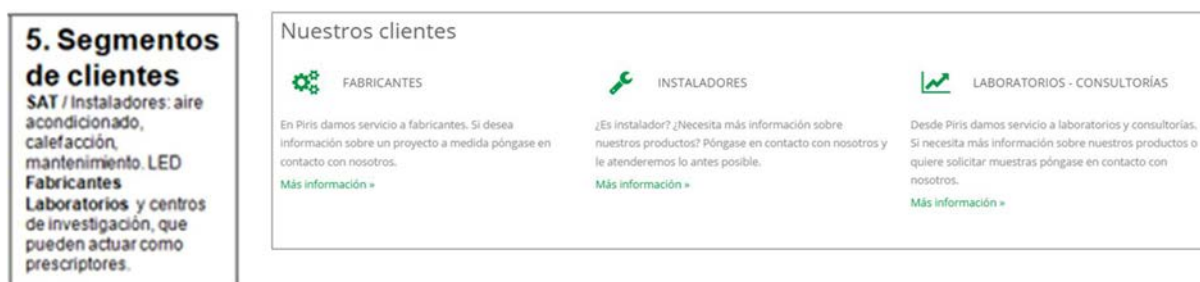 5. Segmentos
de clientes
SAT / Instaladores: aire
acondicionado,
calefacción,
mantenimiento. LED
Fabricantes
Laboratorios y centros
de investigación, que
pueden actuar como
prescriptores.
Nuestros clientes
FABRICANTES
En Piris damos servicio a fabricantes. Si desea
información sobre un proyecto a medida póngase en
contacto con nosotros.
Más información »
INSTALADORES
¿Es instalador? ¿Necesita más información sobre
nuestros productos? Póngase en contacto con nosotros y
le atenderemos lo antes posible.
Más información »
LABORATORIOS - CONSULTORÍAS
Desde Piris damos servicio a laboratorios y consultorías.
Si necesita más información sobre nuestros productos o
quiere solicitar muestras póngase en contacto con
nosotros.
Más información »